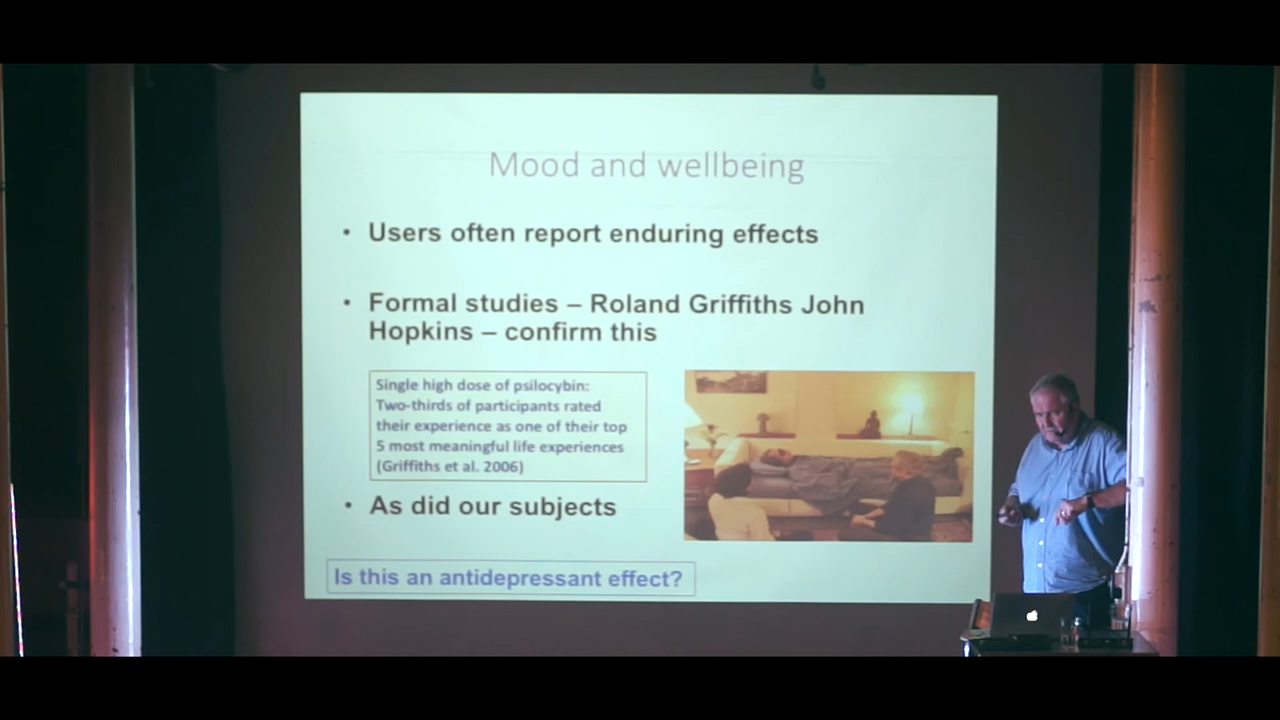 Mood and wellbeing
• Users often report enduring effects
• Formal studies – Roland Griffiths John
Hopkins – confirm this
Single high dose of psilocybin:
Two-thirds of participants rated
their experience as one of their top
5 most meaningful life experiences
(Griffiths et al. 2006)
• As did our subjects
Is this an antidepressant effect?